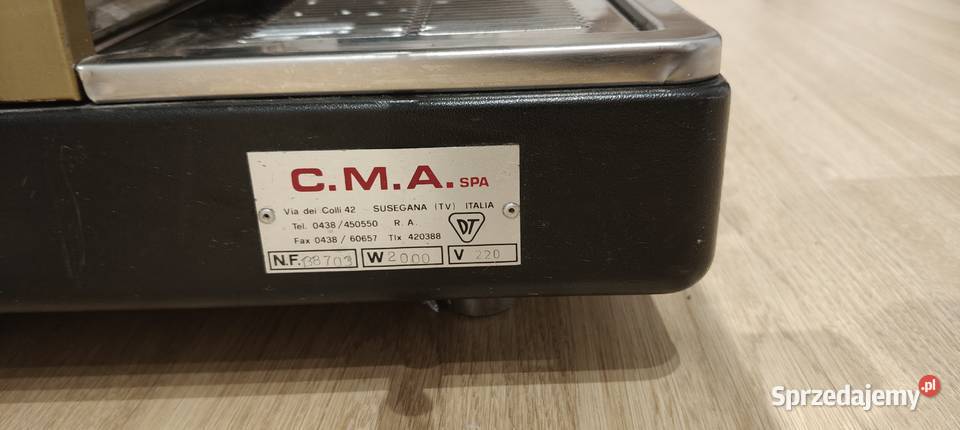 C.M.A. SPA
Via dei Colli 42 SUSEGANA (TV) ITALIA
Tel. 0438/450550 R.A.
Fax 0438 / 60657 Tlx 420388
DT
N.F. W 2000 V 220
Sprzedajemy.pl